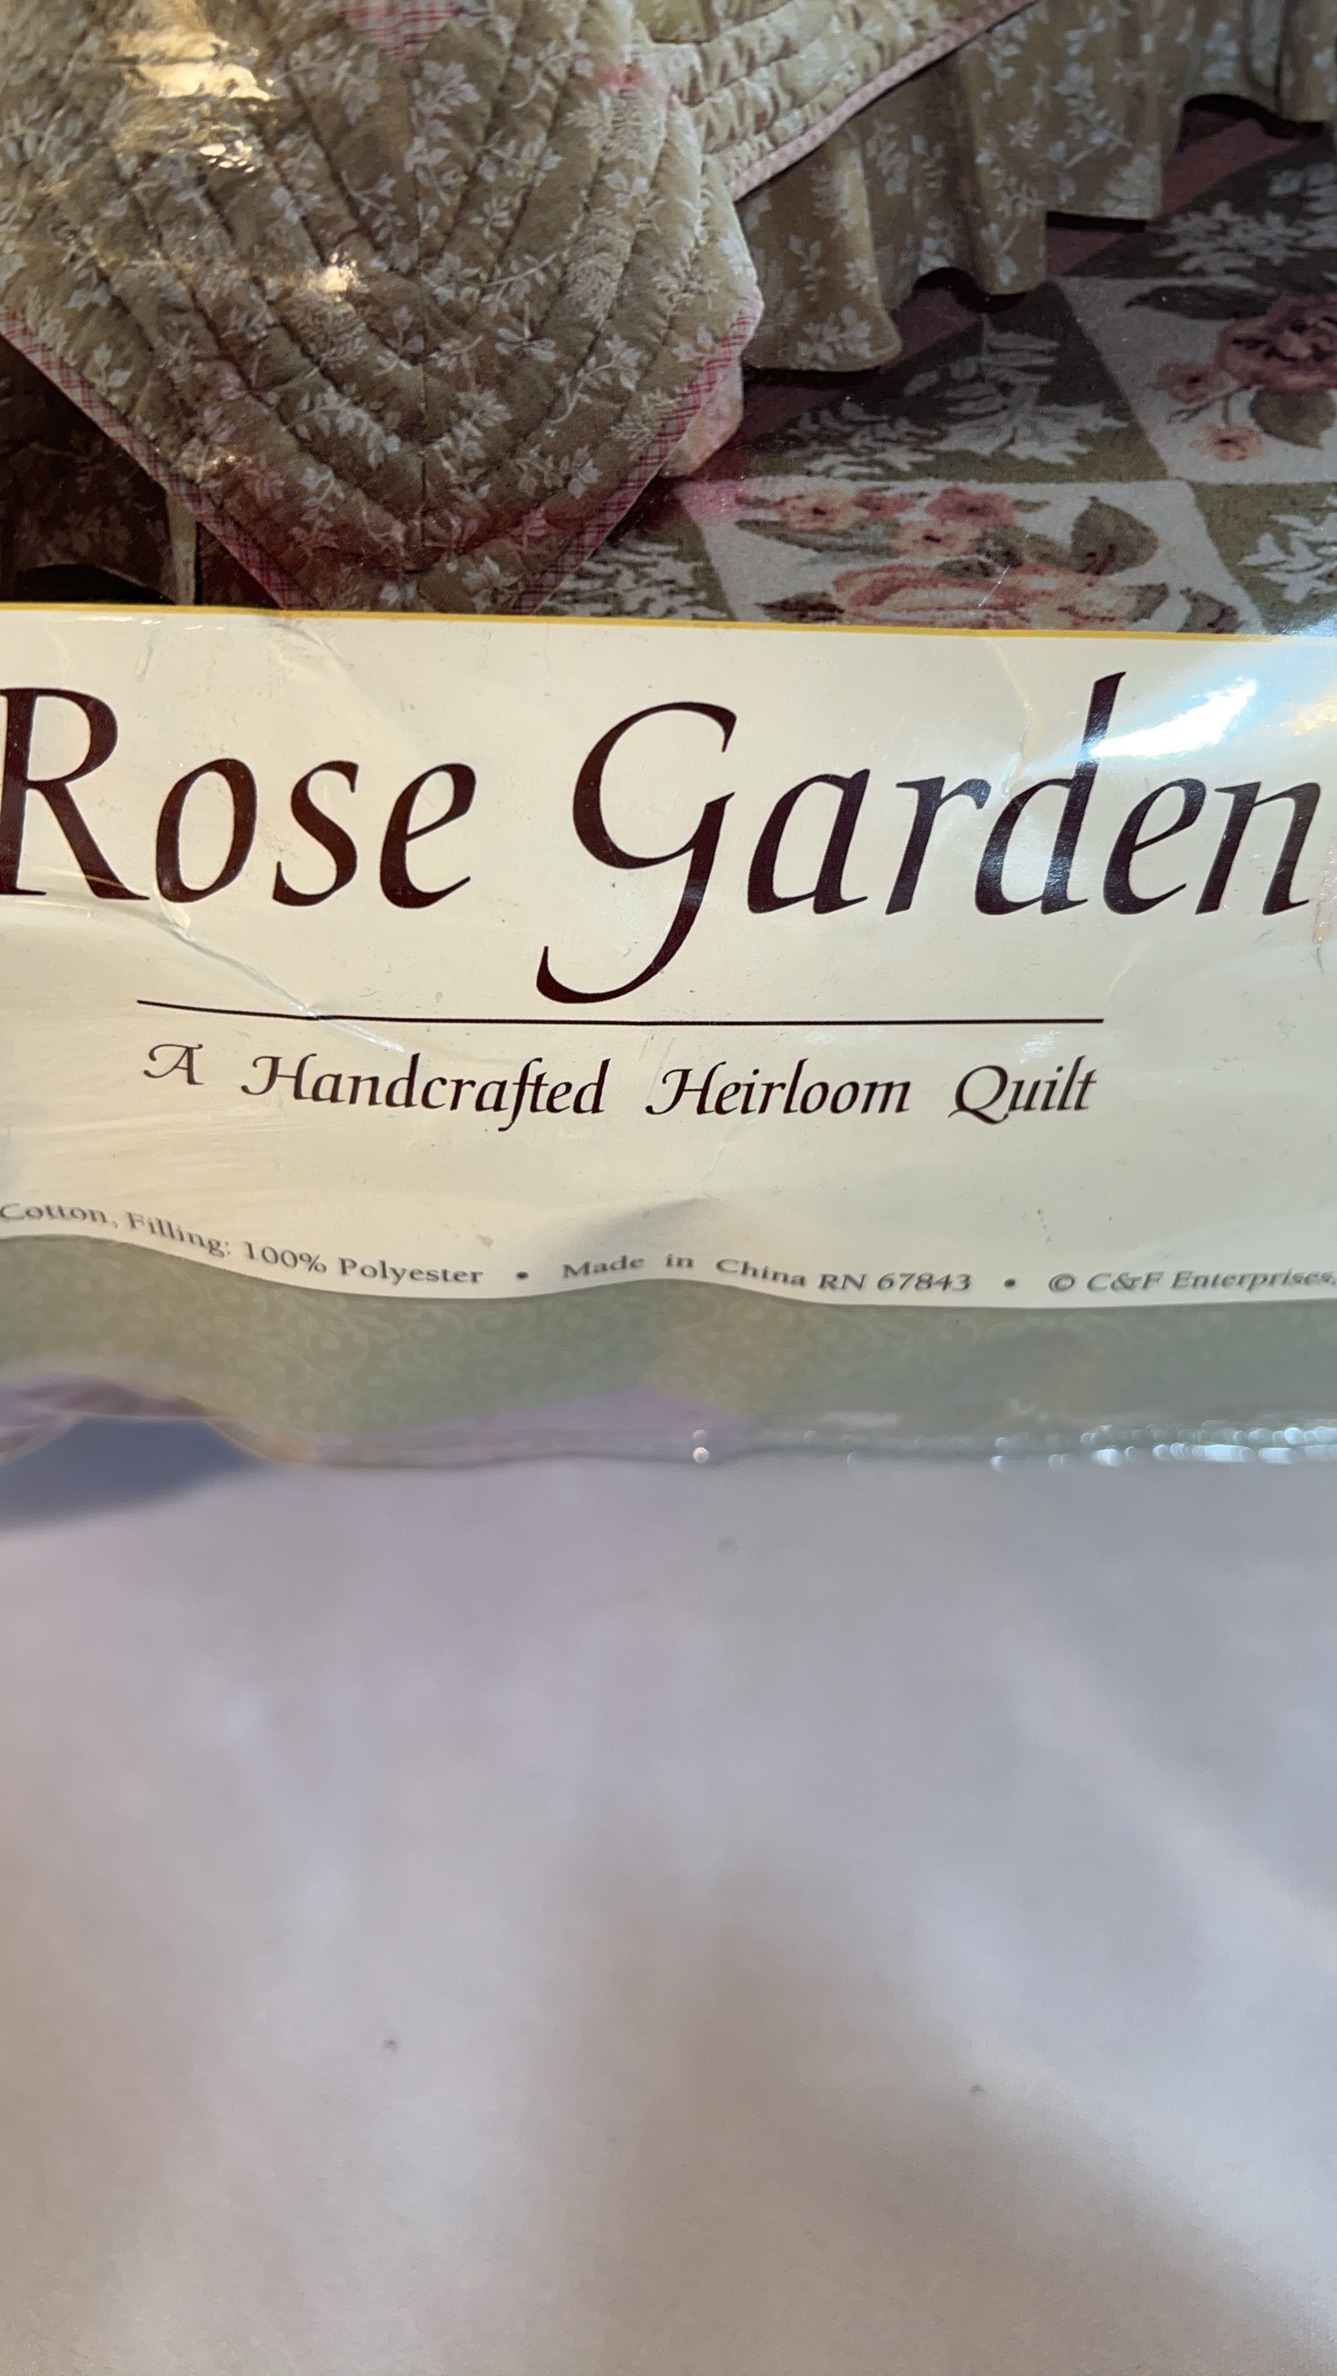 Rose Garden
A Handcrafted Heirloom Quilt
Cotton, Filling: 100% Polyester • Made in China RN 67843 • © C&F Enterprises,